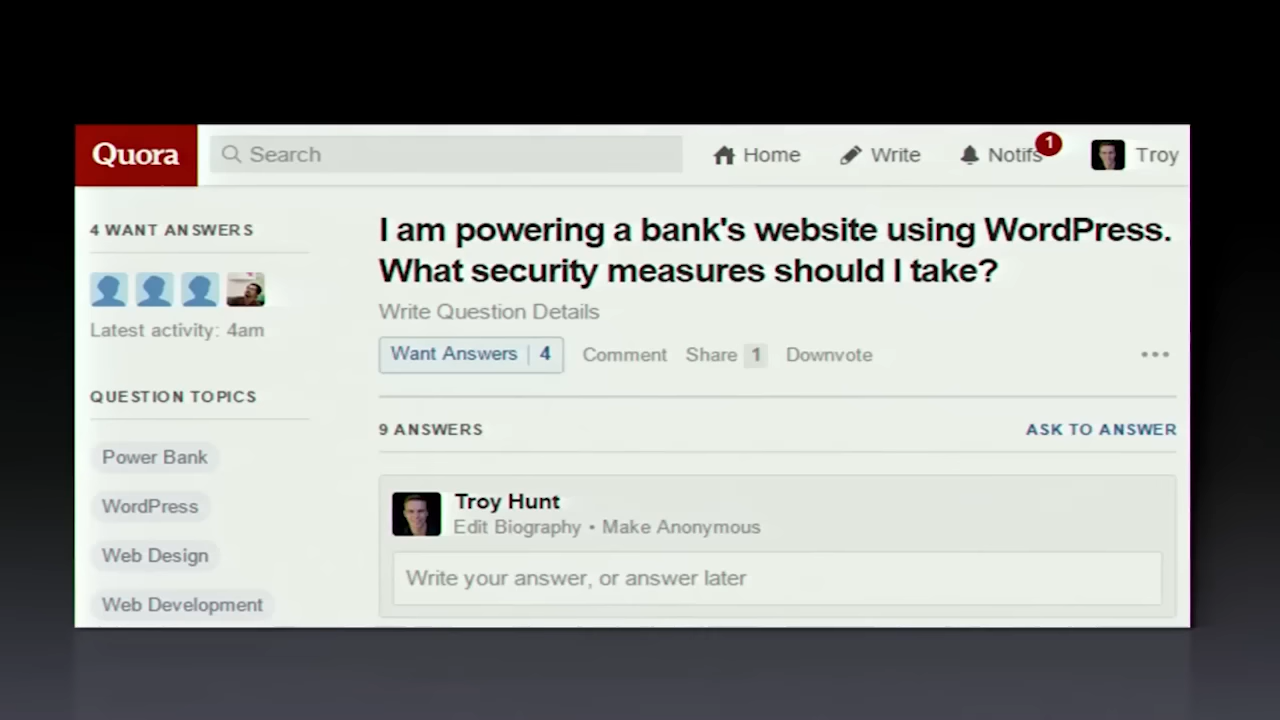 Quora
Search
Home
Write
Notifs
1
Troy
4 WANT ANSWERS
Latest activity: 4am
QUESTION TOPICS
Power Bank
WordPress
Web Design
Web Development
I am powering a bank's website using WordPress.
What security measures should I take?
Write Question Details
Want Answers | 4
Comment
Share 1
Downvote
9 ANSWERS
ASK TO ANSWER
Troy Hunt
Edit Biography • Make Anonymous
Write your answer, or answer later